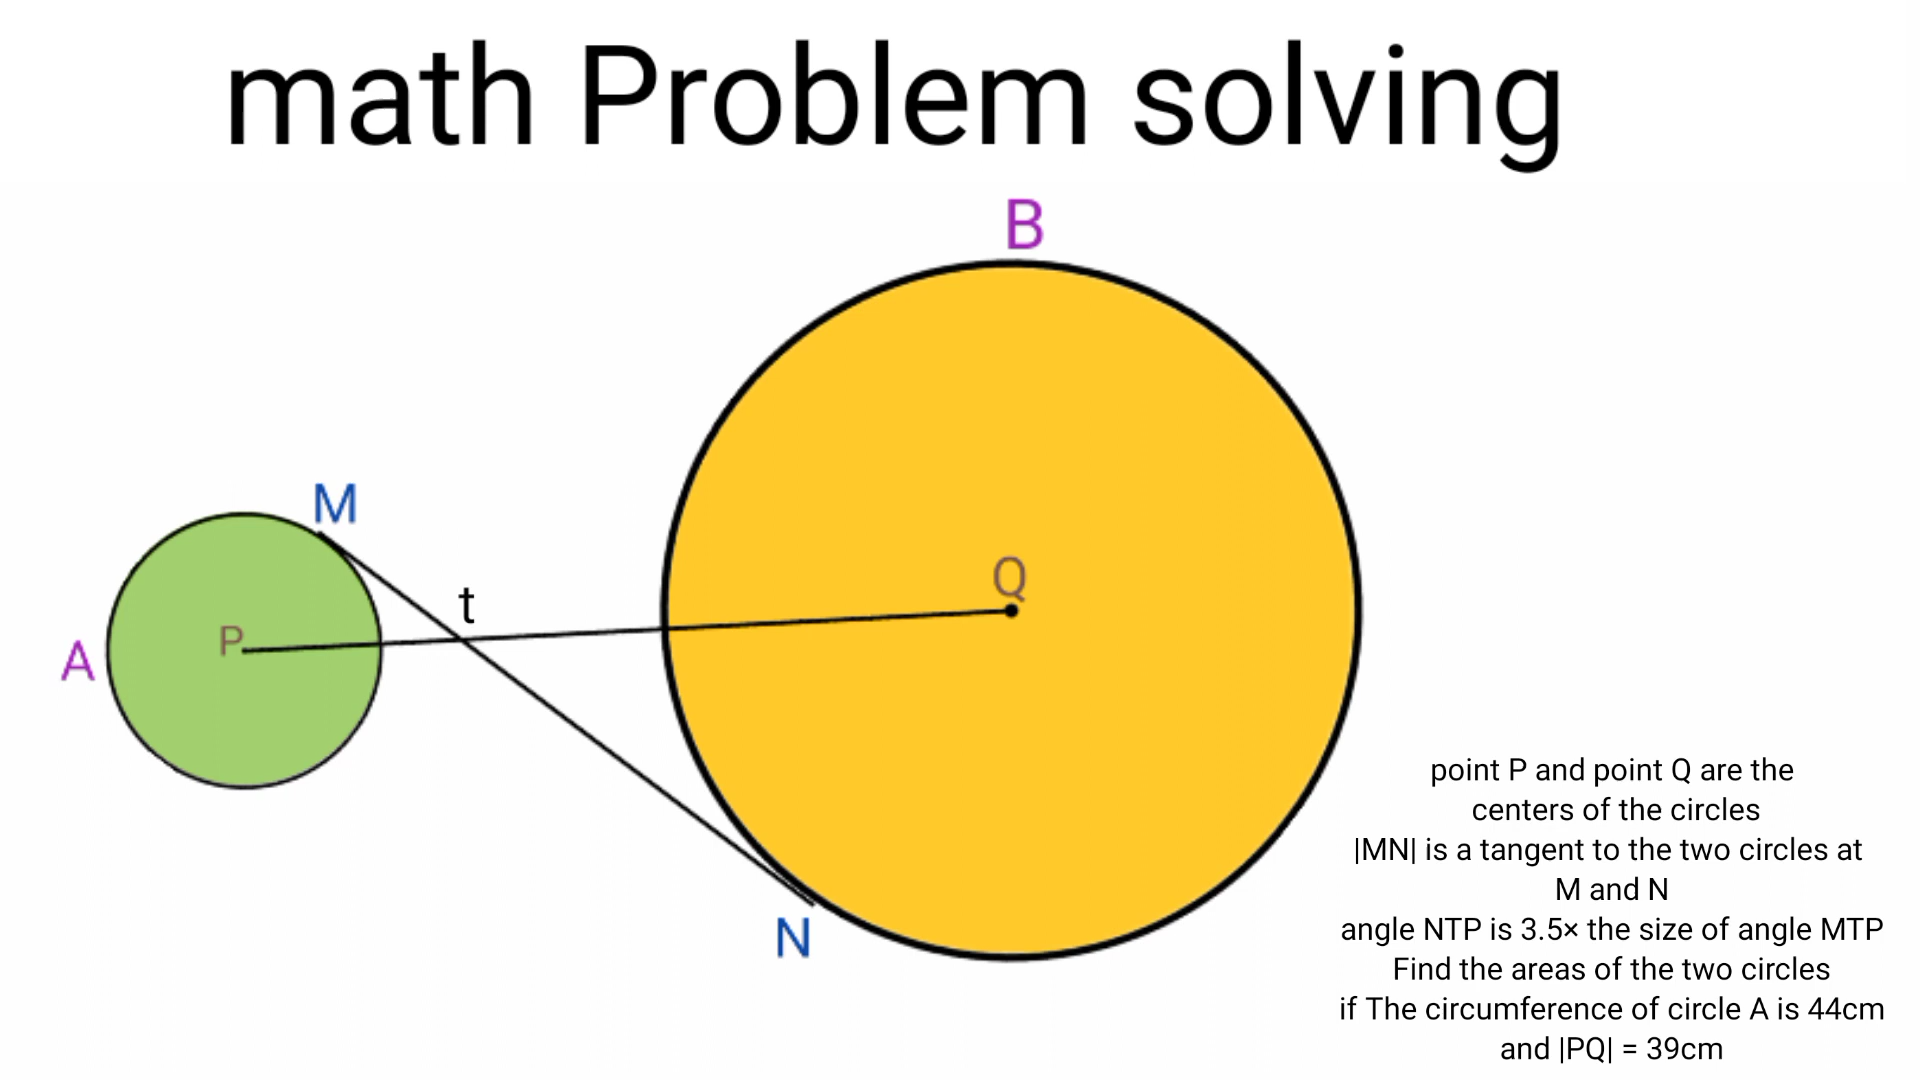 math Problem solving
B
M
t
Q
P
A
N
point P and point Q are the
centers of the circles
|MN| is a tangent to the two circles at
M and N
angle NTP is 3.5× the size of angle MTP
Find the areas of the two circles
if The circumference of circle A is 44cm
and |PQ| = 39cm